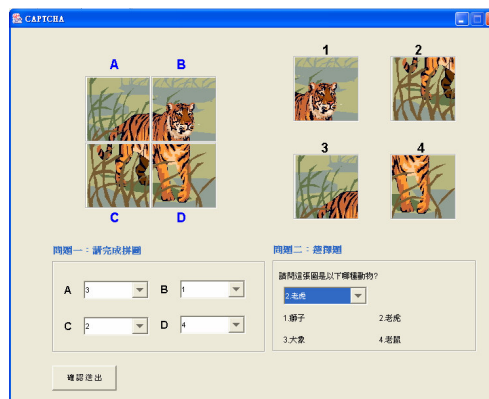 CAPTCHA
A B
1 2
3 4
C D
問題一：請完成拼圖
A 3 B 1
C 2 D 4
確認送出
問題二：選擇題
請問這張圖是以下哪種動物?
2.老虎
1.獅子 2.老虎
3.大象 4.老鼠